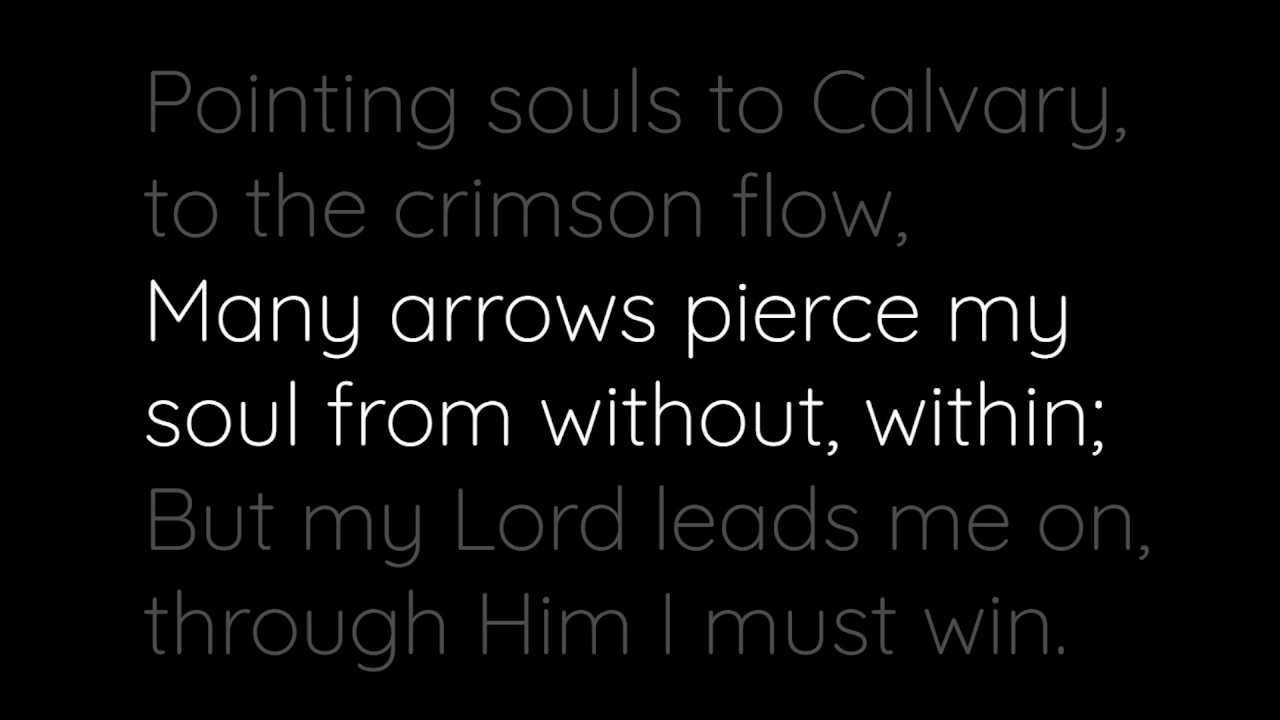 Pointing souls to Calvary,
to the crimson flow,
Many arrows pierce my
soul from without, within;
But my Lord leads me on,
through Him I must win.